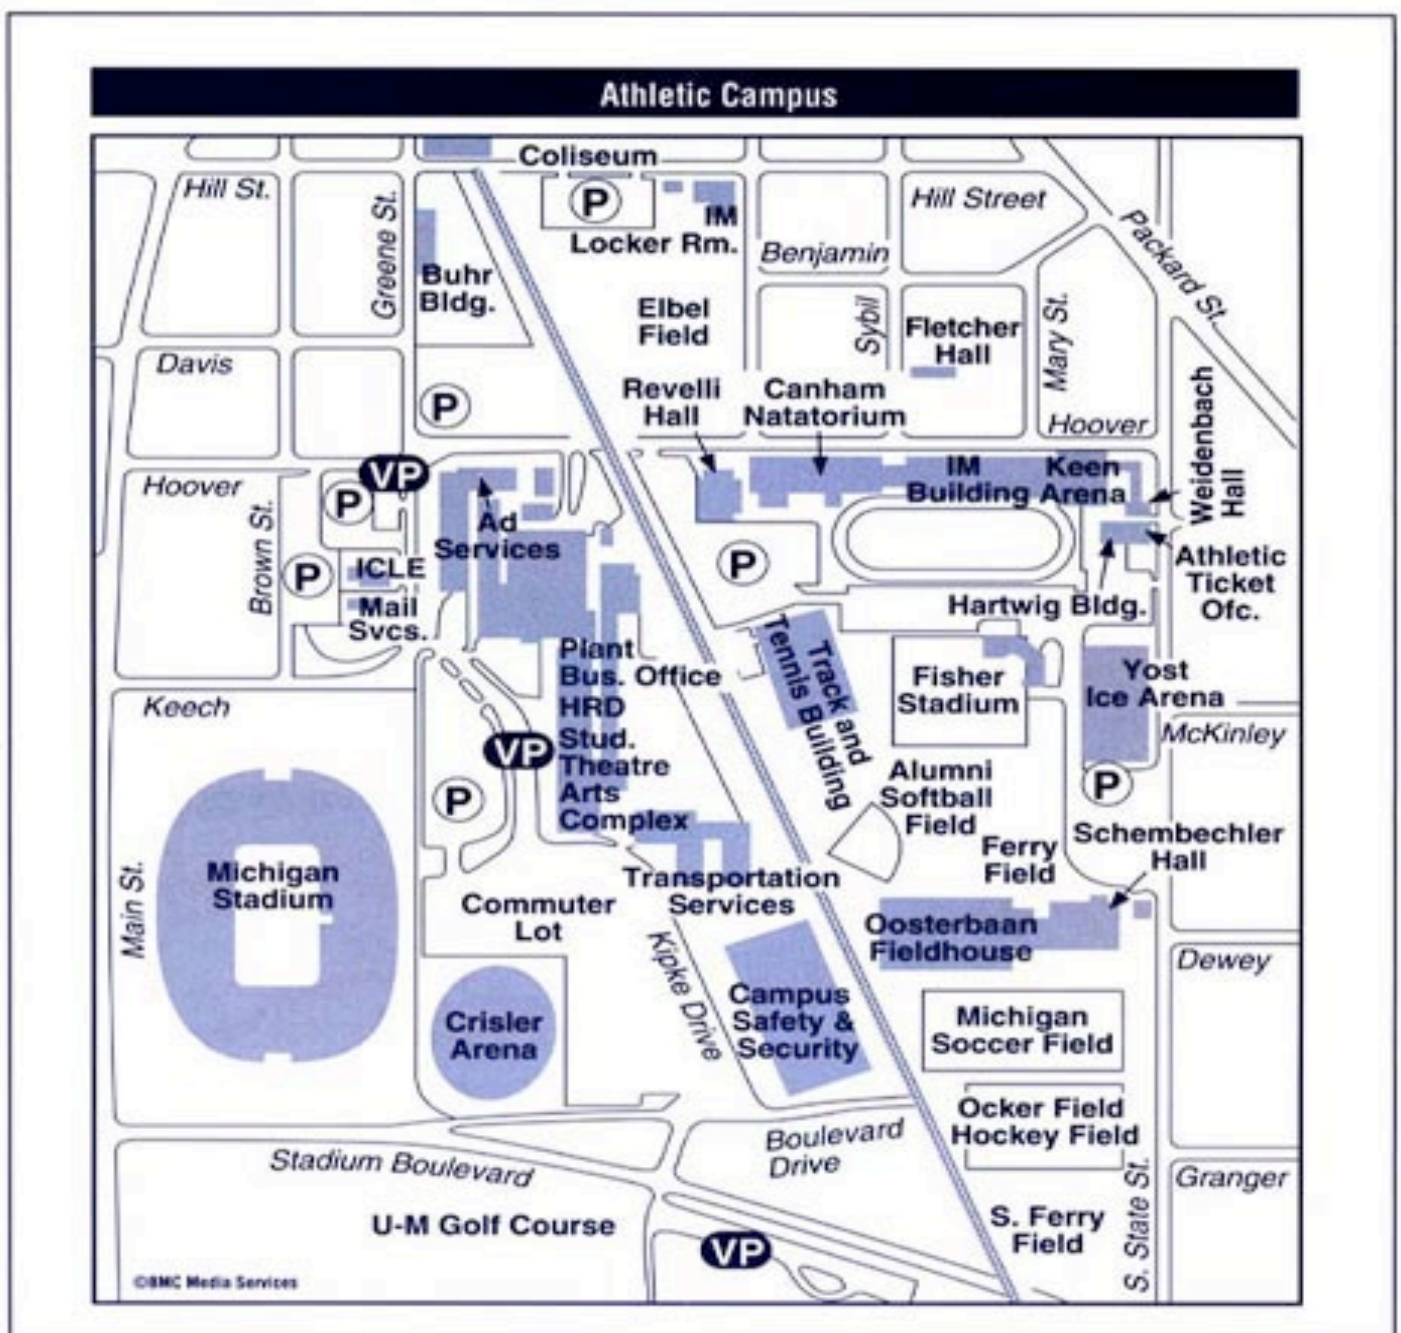 Athletic Campus
Coliseum
Hill St.
P
Hill Street
IM
Locker Rm.
Greene St.
Packard St.
Benjamin
Buhr
Bldg.
Elbel
Field
Sybil
Fletcher
Hall
Mary St.
Davis
P
Revelli
Hall
Canham
Natatorium
Hoover
Weidenbach
Hall
VP
Hoover
P
IM
Building
Keen
Arena
Brown St.
Ad
Services
P
ICLE
P
Athletic
Ticket
Ofc.
Mail
Svcs.
Hartwig Bldg.
Plant
Bus. Office
HRD
Stud.
Theatre
Arts
Complex
Track and
Tennis Building
Fisher
Stadium
Yost
Ice Arena
Keech
McKinley
VP
P
P
Alumni
Softball
Field
Ferry
Field
Schembechler
Hall
Main St.
Michigan
Stadium
Transportation
Services
Commuter
Lot
Oosterbaan
Fieldhouse
Kipke Drive
Dewey
Campus
Safety &
Security
Crisler
Arena
Michigan
Soccer Field
Ocker Field
Hockey Field
Boulevard
Drive
Stadium Boulevard
Granger
S. State St.
U-M Golf Course
S. Ferry
Field
VP
©BMC Media Services